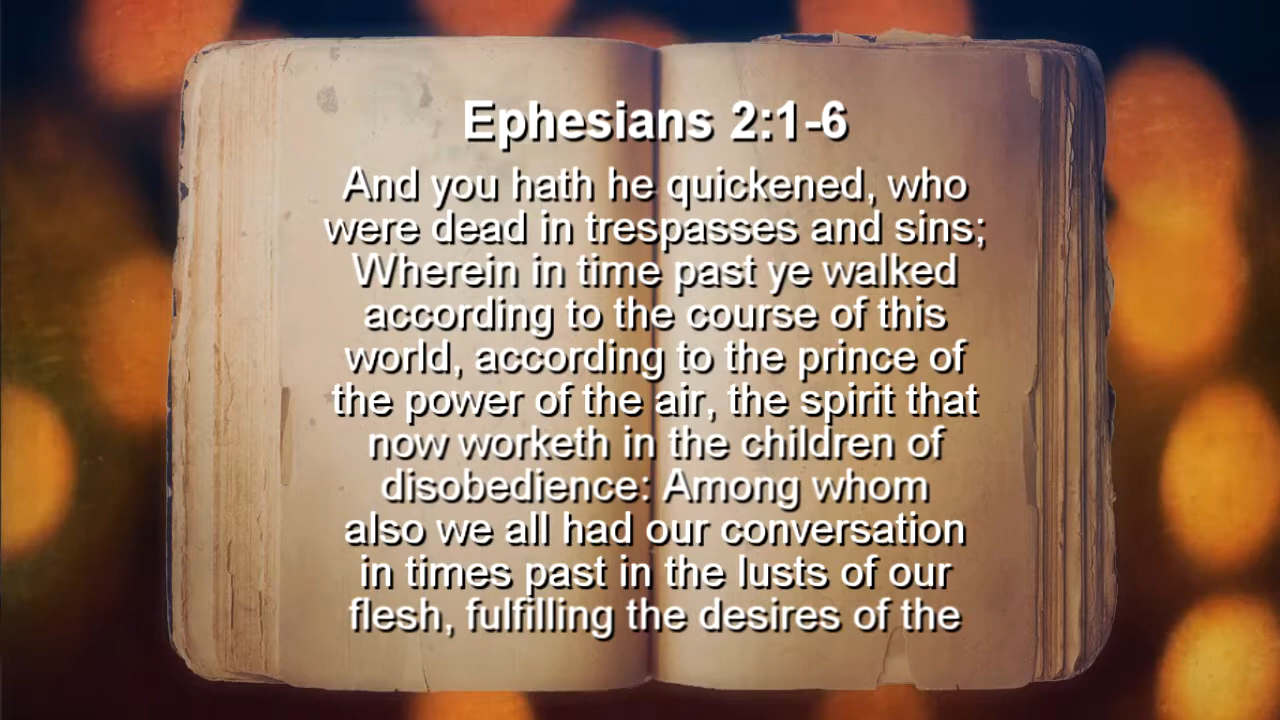 Ephesians 2:1-6
And you hath he quickened, who
were dead in trespasses and sins;
Wherein in time past ye walked
according to the course of this
world, according to the prince of
the power of the air, the spirit that
now worketh in the children of
disobedience: Among whom
also we all had our conversation
in times past in the lusts of our
flesh, fulfilling the desires of the